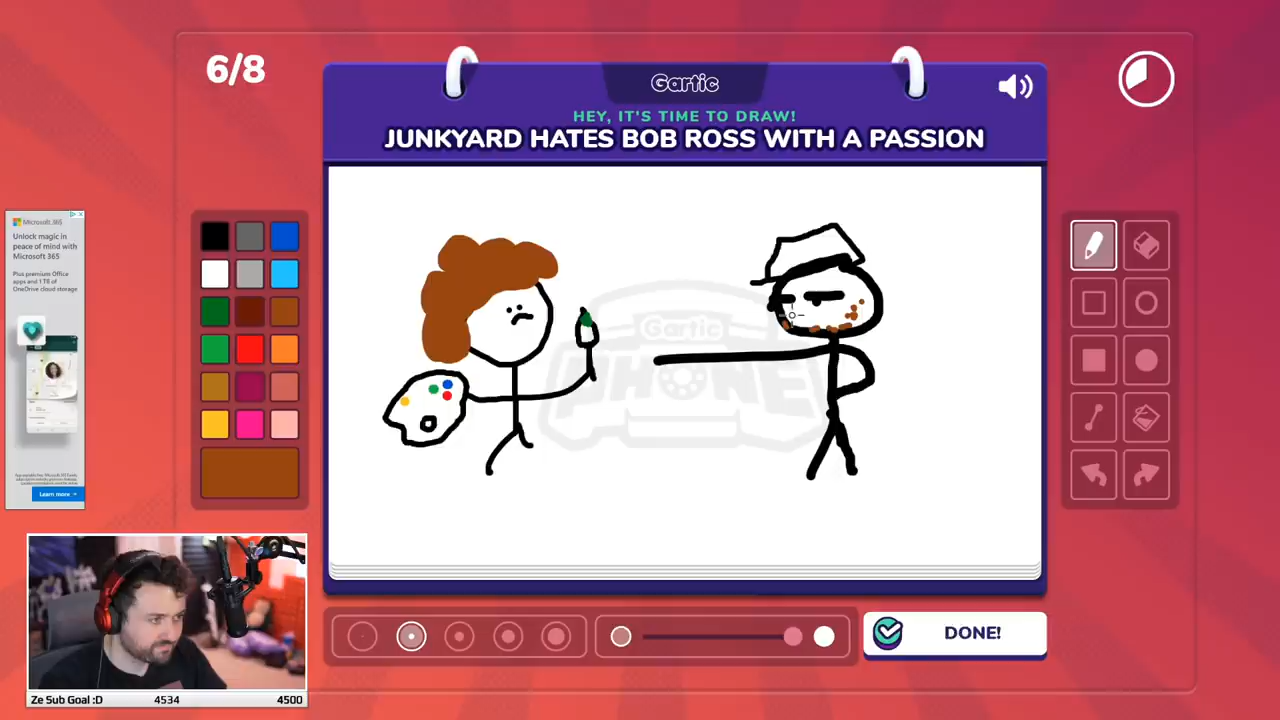 6/8
Gartic
HEY, IT'S TIME TO DRAW!
JUNKYARD HATES BOB ROSS WITH A PASSION
Microsoft 365
Unlock magic in
peace of mind with
Microsoft 365
Plus premium Office
apps and 1 TB of
OneDrive cloud storage
Learn more →
Gartic
PHONE
DONE!
Ze Sub Goal :D 4534 4500